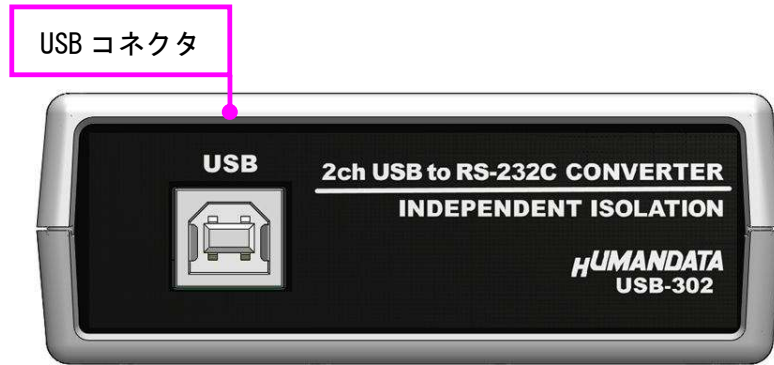 USB コネクタ
USB
2ch USB to RS-232C CONVERTER
INDEPENDENT ISOLATION
HUMANDATA
USB-302